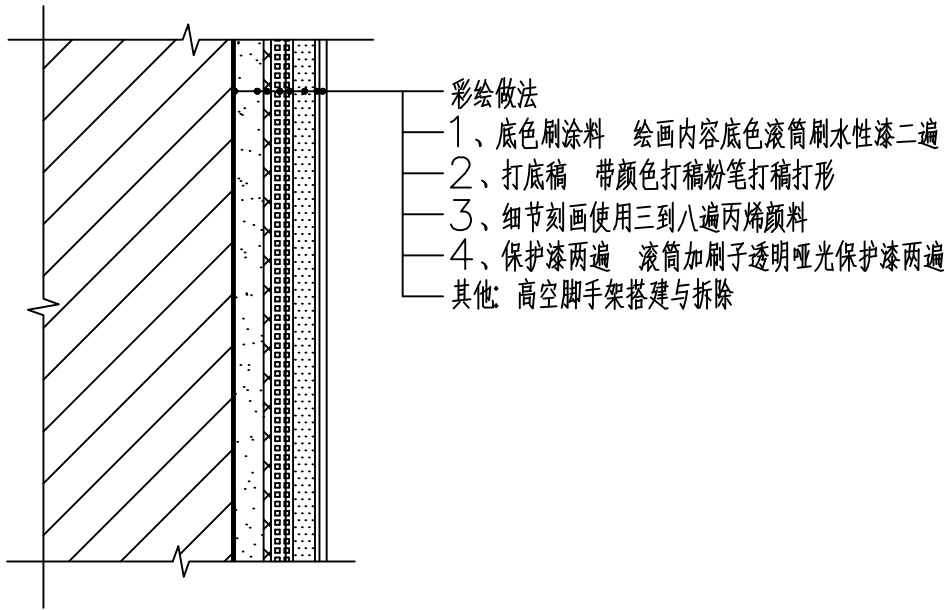 彩绘做法
1、底色刷涂料 绘画内容底色滚筒刷水性漆二遍
2、打底稿 带颜色打稿粉笔打稿打形
3、细节刻画使用三到八遍丙烯颜料
4、保护漆两遍 滚筒加刷子透明哑光保护漆两遍
其他: 高空脚手架搭建与拆除